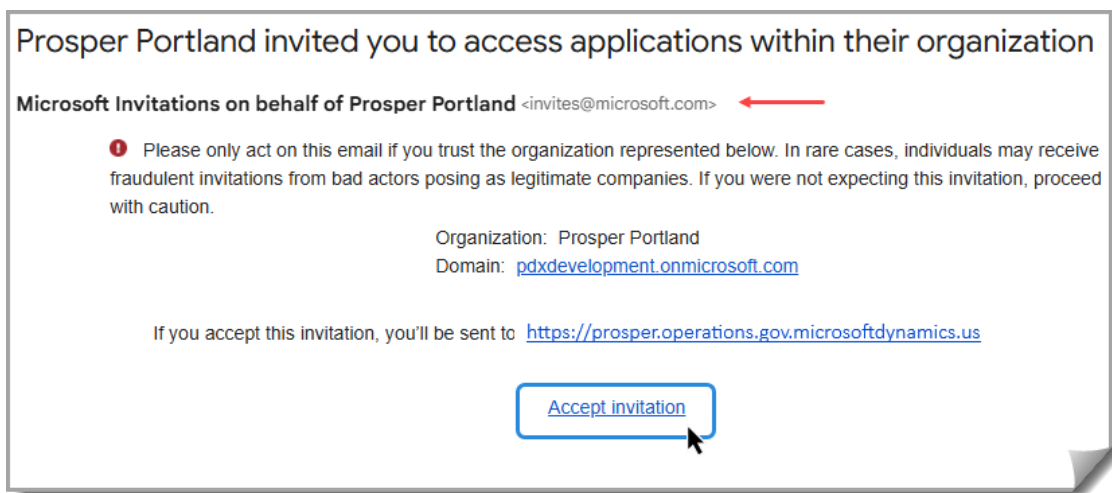 Prosper Portland invited you to access applications within their organization
Microsoft Invitations on behalf of Prosper Portland <invites@microsoft.com>
Please only act on this email if you trust the organization represented below. In rare cases, individuals may receive
fraudulent invitations from bad actors posing as legitimate companies. If you were not expecting this invitation, proceed
with caution.
Organization: Prosper Portland
Domain: pdxdevelopment.onmicrosoft.com
If you accept this invitation, you'll be sent to https://prosper.operations.gov.microsoftdynamics.us
Accept invitation